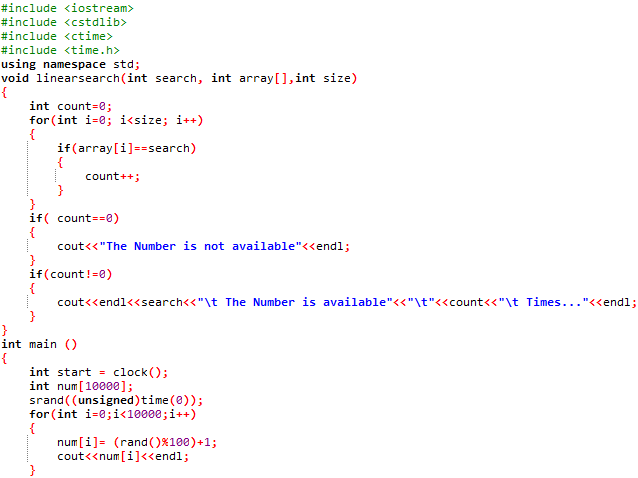 #include <iostream>
#include <cstdlib>
#include <ctime>
#include <time.h>
using namespace std;
void linearsearch(int search, int array[],int size)
{
    int count=0;
    for(int i=0; i<size; i++)
    {
        if(array[i]==search)
        {
            count++;
        }
    }
    if( count==0)
    {
        cout<<"The Number is not available"<<endl;
    }
    if(count!=0)
    {
        cout<<endl<<search<<"\t The Number is available"<<"\t"<<count<<"\t Times..."<<endl;
    }
}
int main ()
{
    int start = clock();
    int num[10000];
    srand((unsigned)time(0));
    for(int i=0;i<10000;i++)
    {
        num[i]= (rand()%100)+1;
        cout<<num[i]<<endl;
    }